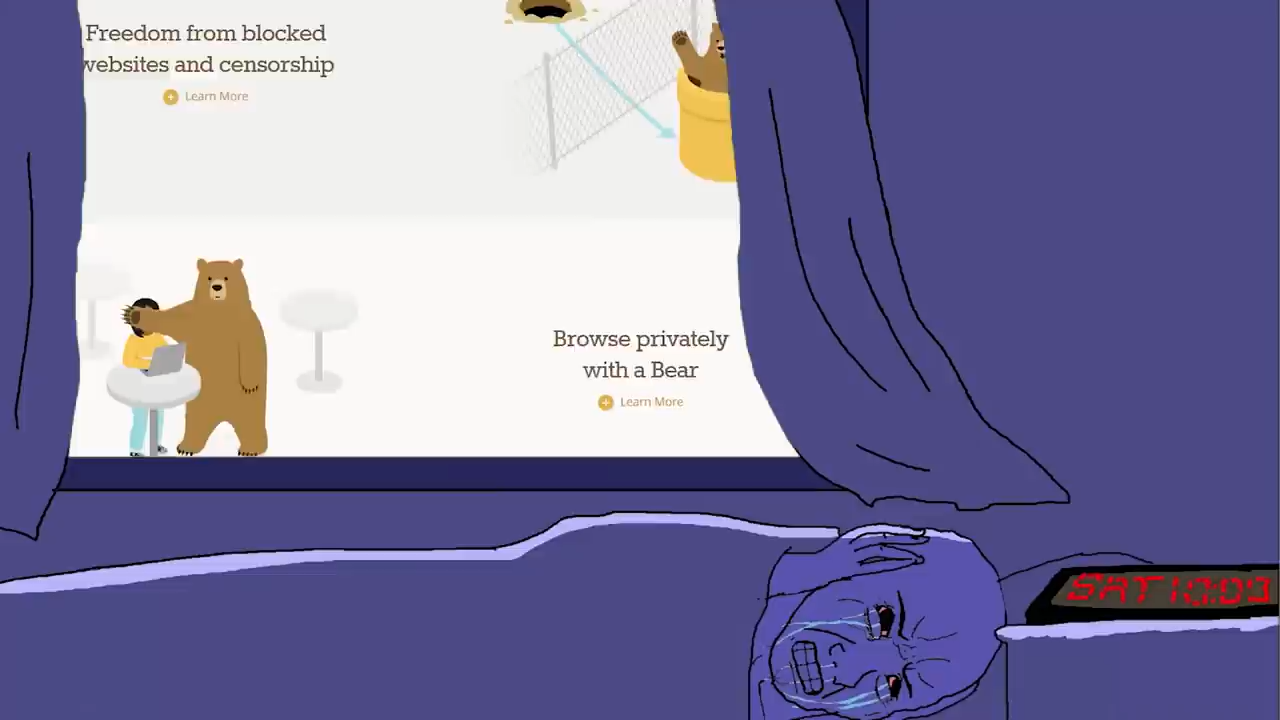 Freedom from blocked
websites and censorship
Learn More
Browse privately
with a Bear
Learn More
SAT 10:00